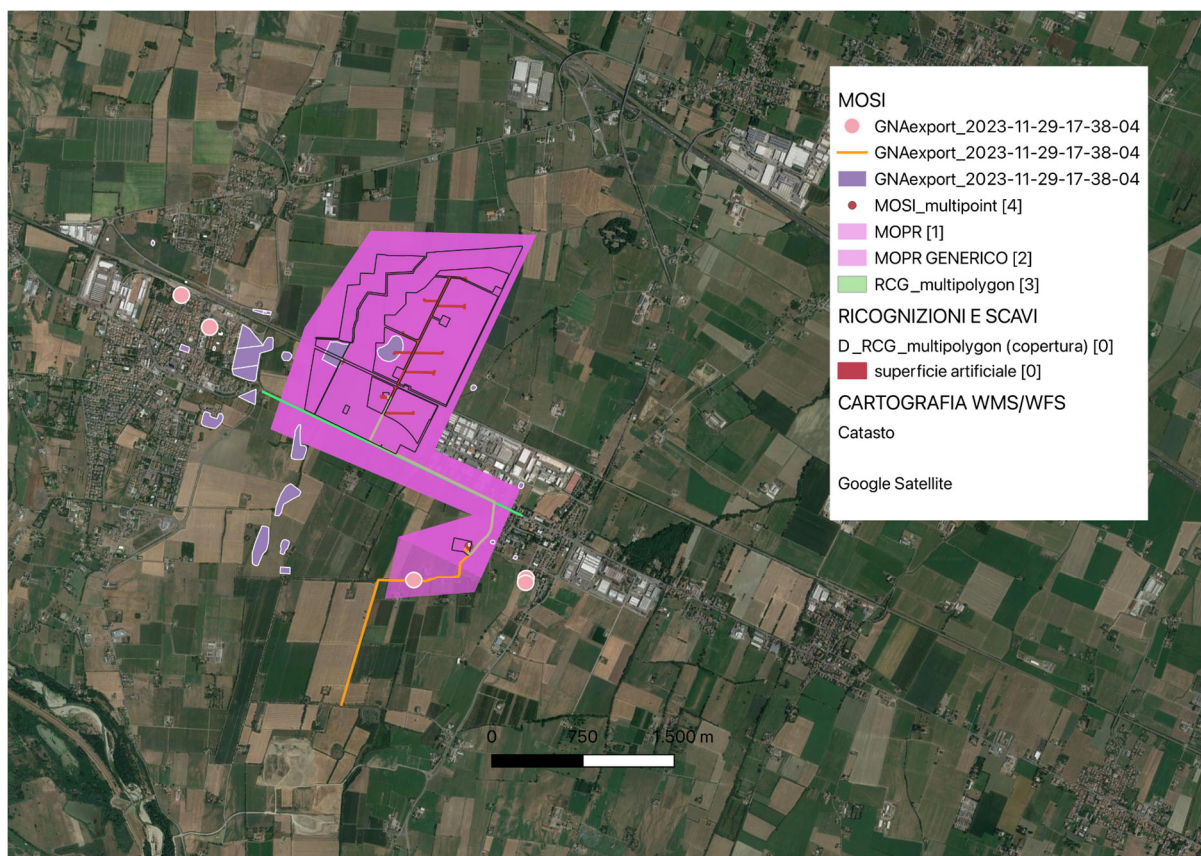 MOSI
GNAexport_2023-11-29-17-38-04
GNAexport_2023-11-29-17-38-04
GNAexport_2023-11-29-17-38-04
MOSI_multipoint [4]
MOPR [1]
MOPR GENERICO [2]
RCG_multipolygon [3]
RICOGNIZIONI E SCAVI
D_RCG_multipolygon (copertura) [0]
superficie artificiale [0]
CARTOGRAFIA WMS/WFS
Catasto
Google Satellite
0 750 1.500 m